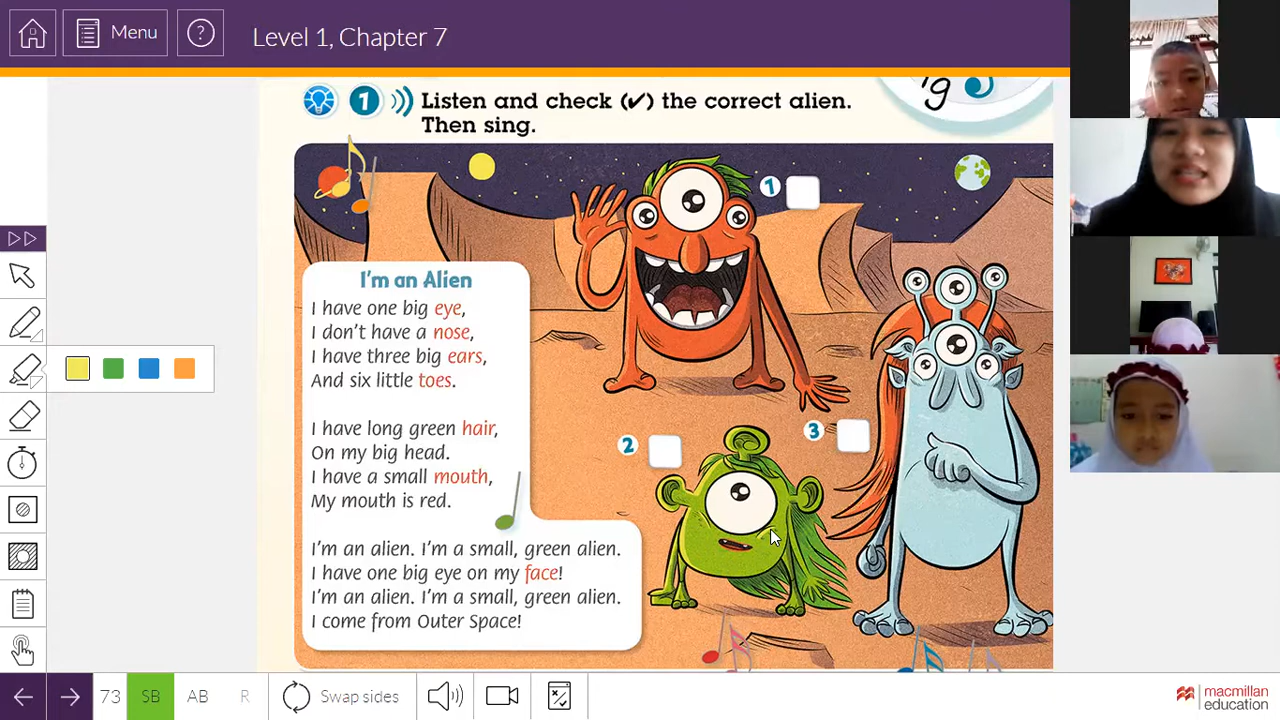 Menu
?
Level 1, Chapter 7
1 Listen and check (✔) the correct alien.
Then sing.
1
I'm an Alien
I have one big eye,
I don't have a nose,
I have three big ears,
And six little toes.
I have long green hair,
On my big head.
I have a small mouth,
My mouth is red.
I'm an alien. I'm a small, green alien.
I have one big eye on my face!
I'm an alien. I'm a small, green alien.
I come from Outer Space!
2
3
73
SB
AB
R
Swap sides
macmillan
education